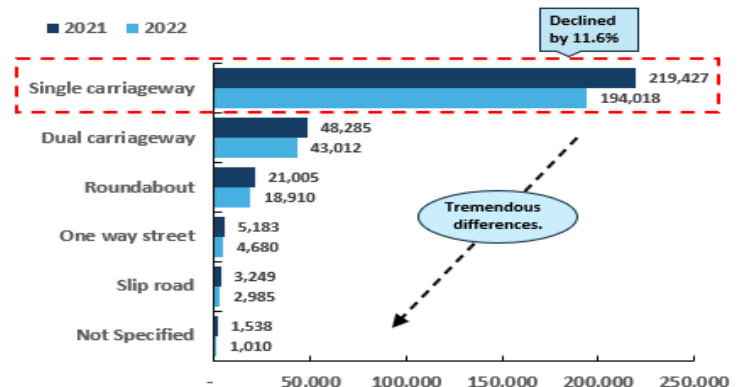 2021 2022
Declined
by 11.6%
Single carriageway
219,427
194,018
Dual carriageway
48,285
43,012
Roundabout
21,005
18,910
Tremendous
differences.
One way street
5,183
4,680
Slip road
3,249
2,985
Not Specified
1,538
1,010
- 50,000 100,000 150,000 200,000 250,000